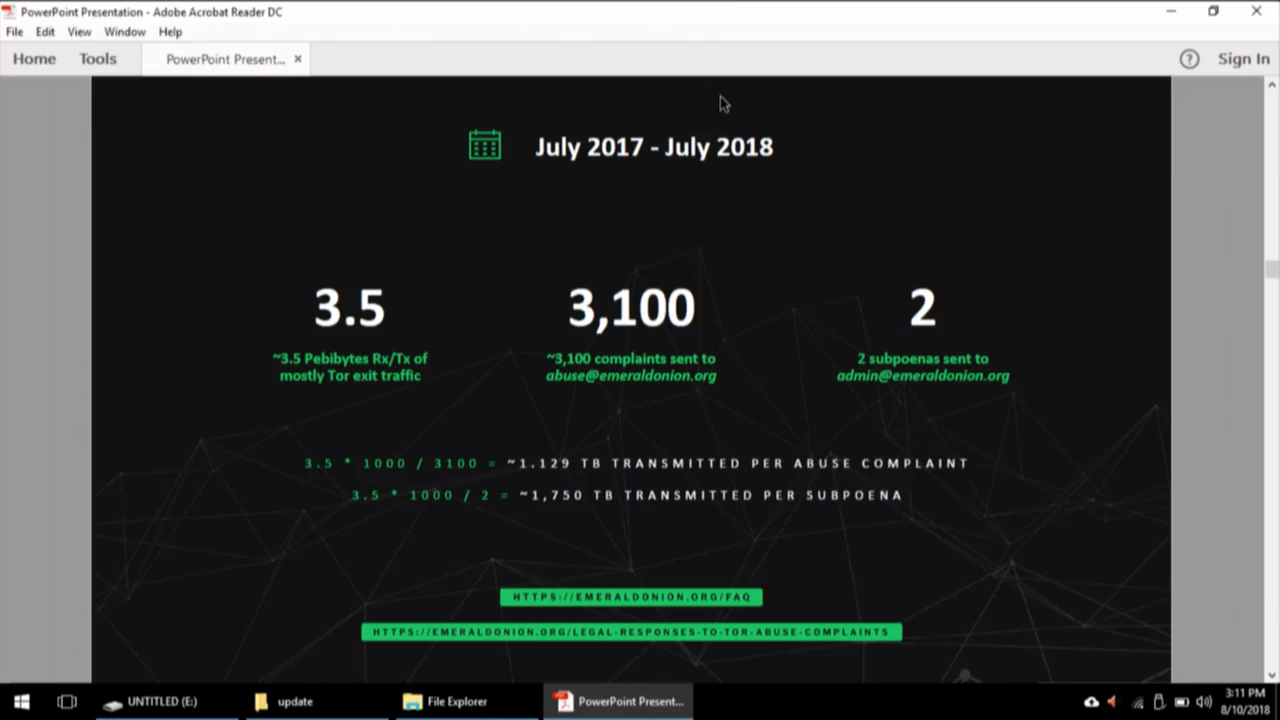 PowerPoint Presentation - Adobe Acrobat Reader DC
File Edit View Window Help
Home Tools PowerPoint Present... × ? Sign In
July 2017 - July 2018
3.5 3,100 2
~3.5 Pebibytes Rx/Tx of ~3,100 complaints sent to 2 subpoenas sent to
mostly Tor exit traffic abuse@emeraldonion.org admin@emeraldonion.org
3.5 * 1000 / 3100 = ~1.129 TB TRANSMITTED PER ABUSE COMPLAINT
3.5 * 1000 / 2 = ~1,750 TB TRANSMITTED PER SUBPOENA
HTTPS://EMERALDONION.ORG/FAQ
HTTPS://EMERALDONION.ORG/LEGAL-RESPONSES-TO-TOR-ABUSE-COMPLAINTS
UNTITLED (E:) update File Explorer PowerPoint Present... 3:11 PM
8/10/2018